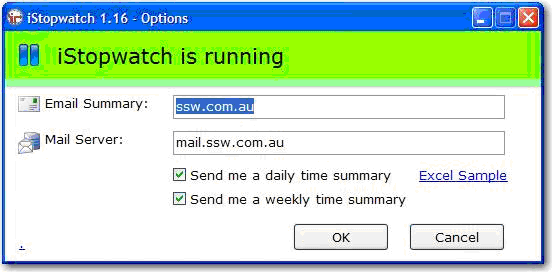 iStopwatch 1.16 - Options
iStopwatch is running
Email Summary: ssw.com.au
Mail Server: mail.ssw.com.au
Send me a daily time summary Excel Sample
Send me a weekly time summary
. OK Cancel